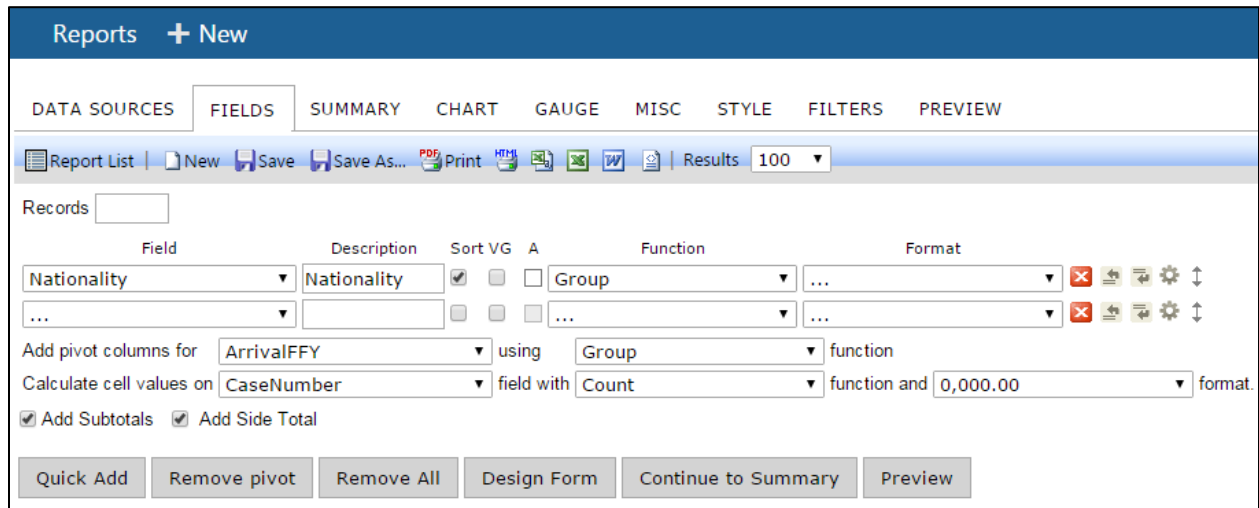 Reports + New
DATA SOURCES FIELDS SUMMARY CHART GAUGE MISC STYLE FILTERS PREVIEW
Report List | New Save Save As... PDF Print HTML W | Results 100
Records
Field Description Sort VG A Function Format
Nationality Nationality Group ...
... ... ...
Add pivot columns for ArrivalFFY using Group function
Calculate cell values on CaseNumber field with Count function and 0,000.00 format.
Add Subtotals Add Side Total
Quick Add Remove pivot Remove All Design Form Continue to Summary Preview